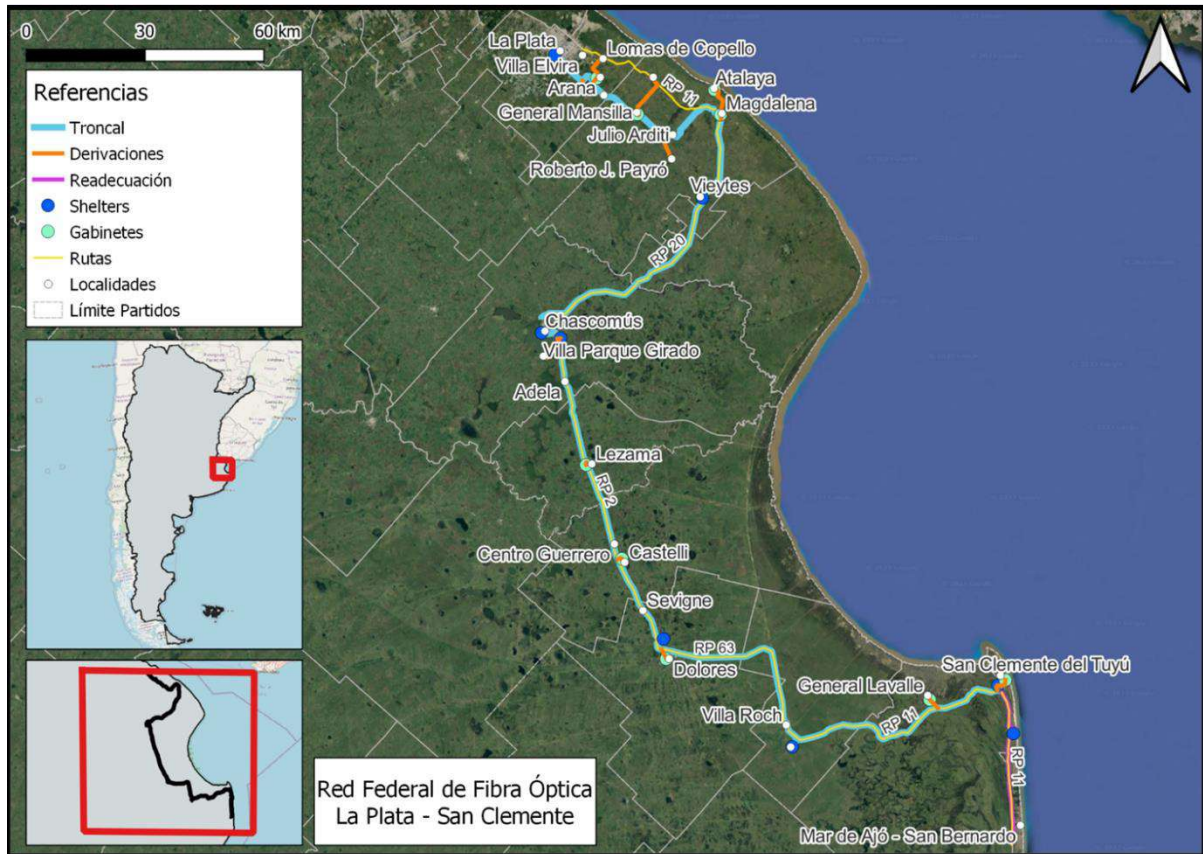 0 30 60 km
Referencias
Troncal
Derivaciones
Readecuación
Shelters
Gabinetes
Rutas
Localidades
Límite Partidos
La Plata
Lomas de Copello
Villa Elvira
Atalaya
Arana
RP 11
Magdalena
General Mansilla
Julio Arditi
Roberto J. Payró
Vieytes
RP 20
Chascomús
Villa Parque Girado
Adela
Lezama
RP 2
Centro Guerrero
Castelli
Sevigne
RP 63
Dolores
San Clemente del Tuyú
General Lavalle
Villa Roch
RP 11
RP 11
Mar de Ajó - San Bernardo
Red Federal de Fibra Óptica
La Plata - San Clemente